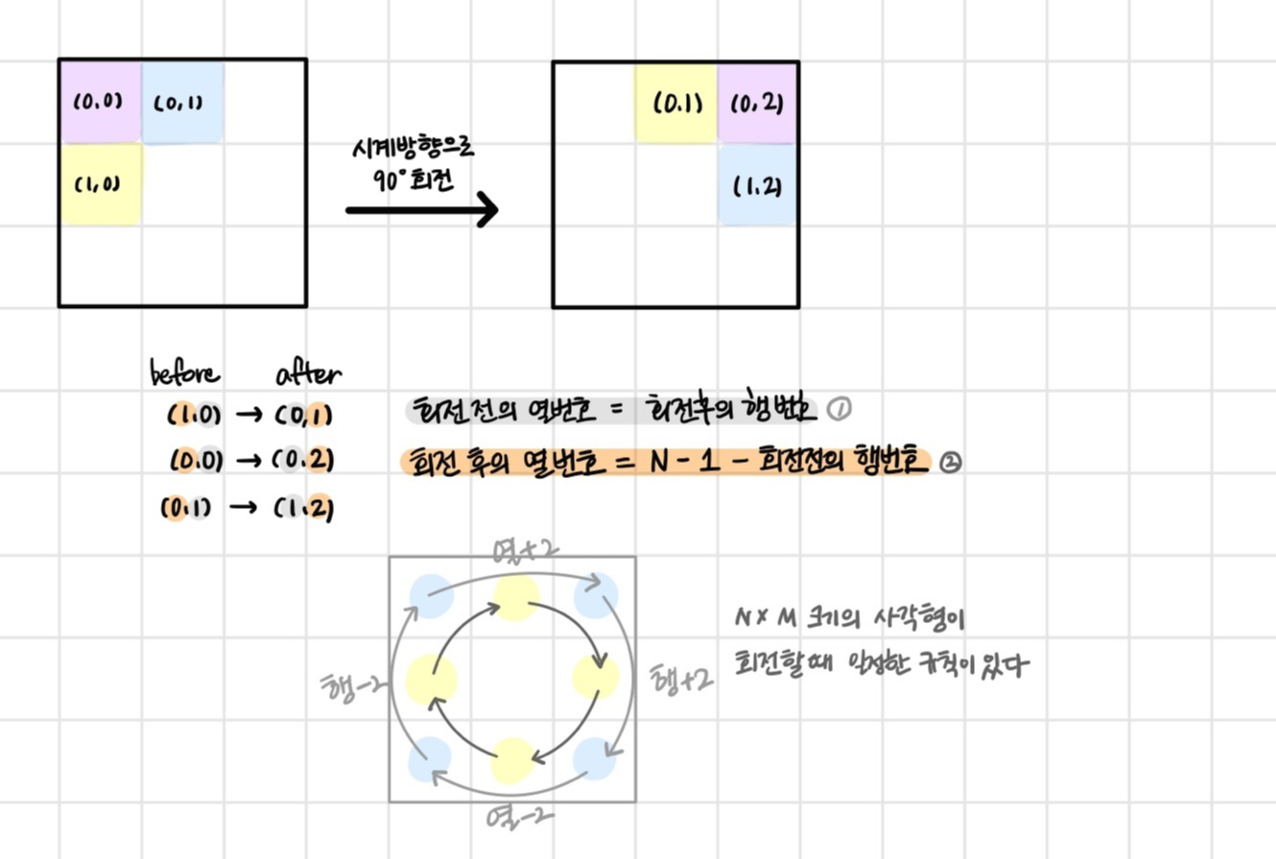 (0.0) (0,1)
(1,0)
시계방향으로
90° 회전
(0.1) (0,2)
(1.2)
before after
(1.0) → (0,1)
(0.0) → (0.2)
(0.1) → (1.2)
회전 전의 열번호 = 회전후의 행번호 ①
회전 후의 열번호 = N - 1 - 회전전의 행번호 ②
열+2
행-2
행+2
열-2
N × M 크기의 사각형이
회전할 때 일정한 규칙이 있다